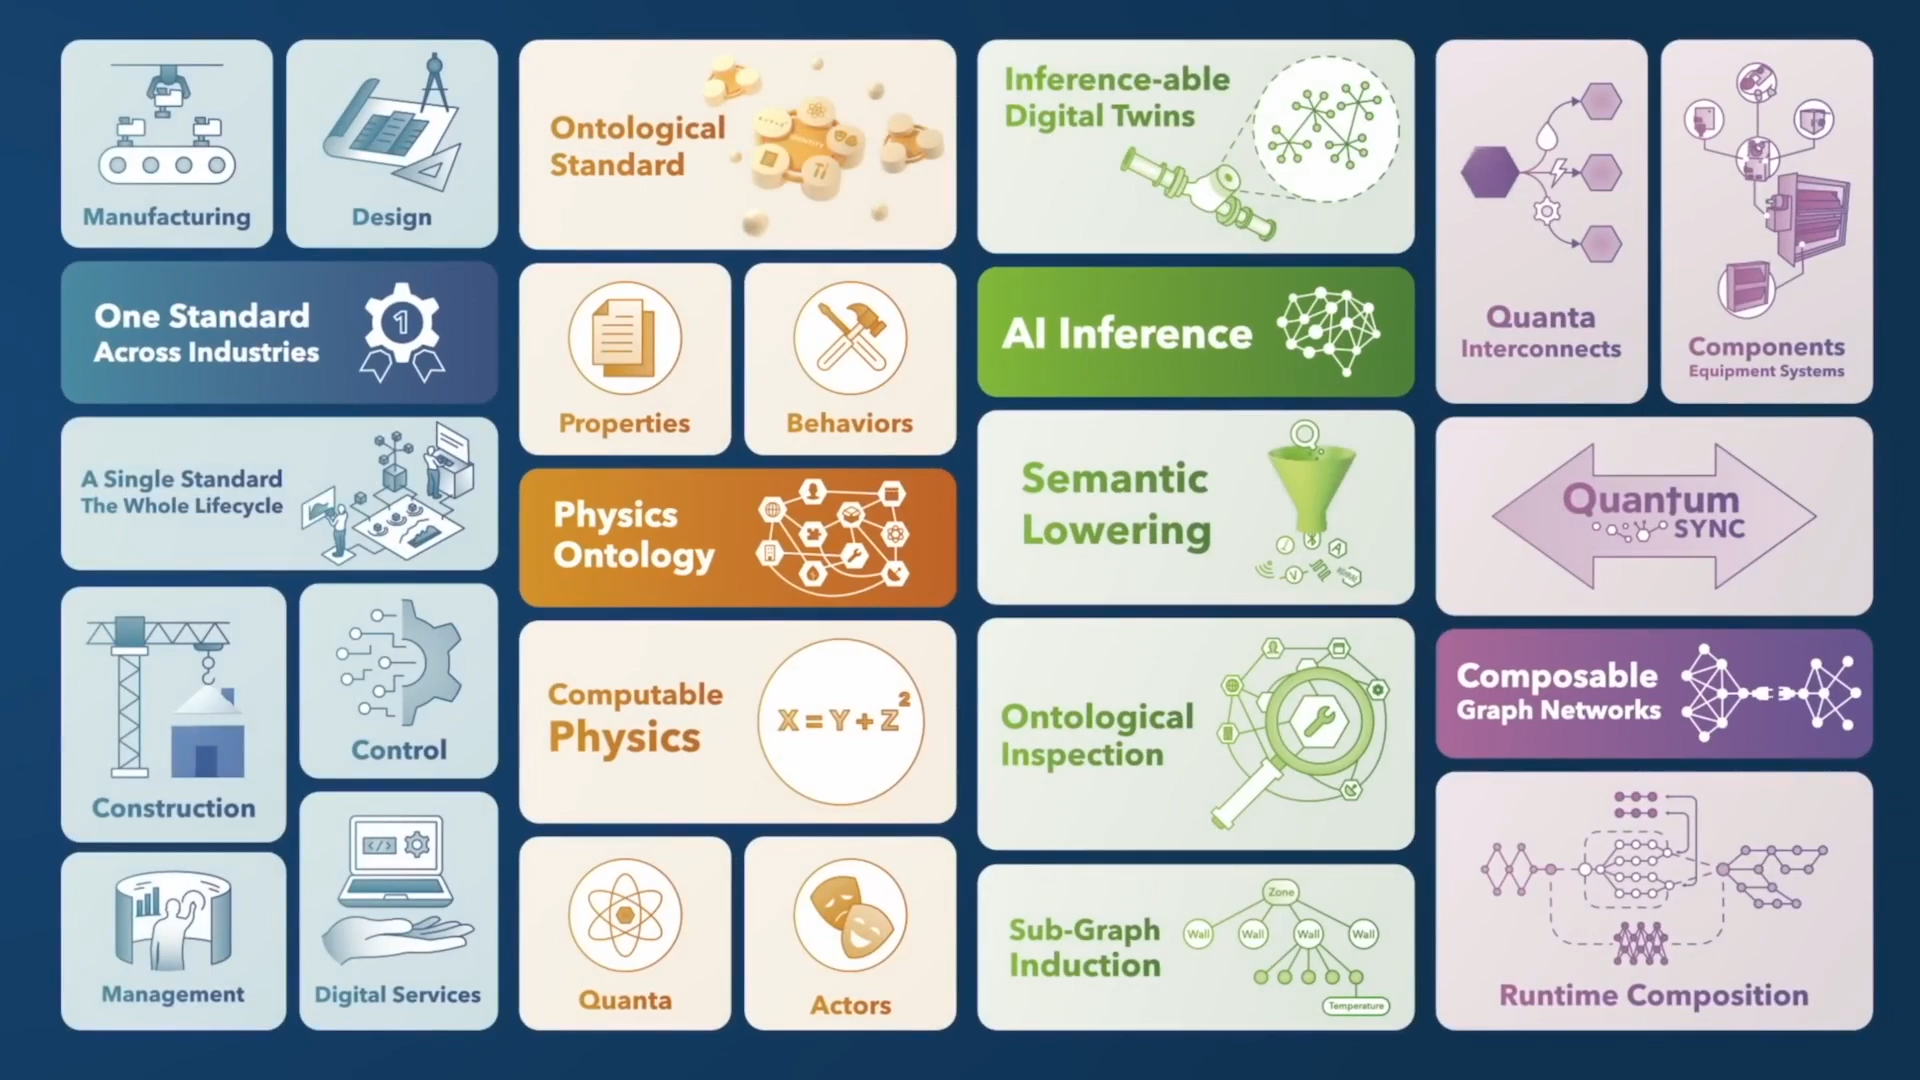 Manufacturing
Design
One Standard
Across Industries
1
A Single Standard
The Whole Lifecycle
Construction
Control
Management
Digital Services
Ontological
Standard
Properties
Behaviors
Physics
Ontology
Computable
Physics
X = Y + Z²
Quanta
Actors
Inference-able
Digital Twins
AI Inference
Semantic
Lowering
Ontological
Inspection
Sub-Graph
Induction
Zone
Wall Wall Wall Wall
Temperature
Quanta
Interconnects
Components
Equipment Systems
Quantum
SYNC
Composable
Graph Networks
Runtime Composition